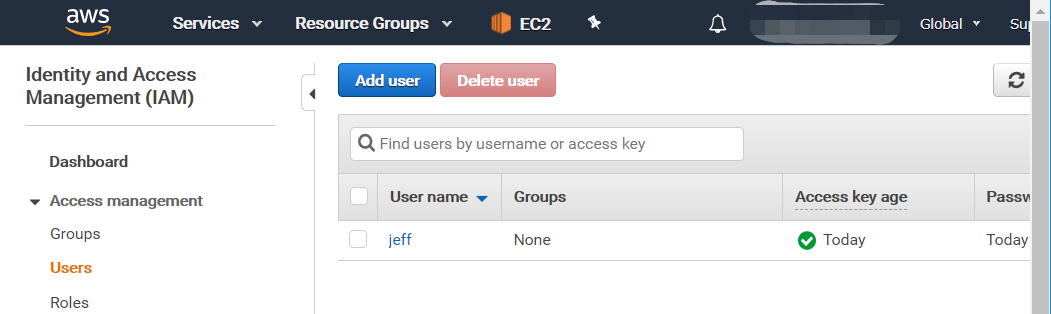 aws Services Resource Groups EC2 Global Sup
Identity and Access
Management (IAM)
Add user Delete user
Find users by username or access key
Dashboard
User name Groups Access key age Passw
Access management
Groups
jeff None Today Today
Users
Roles